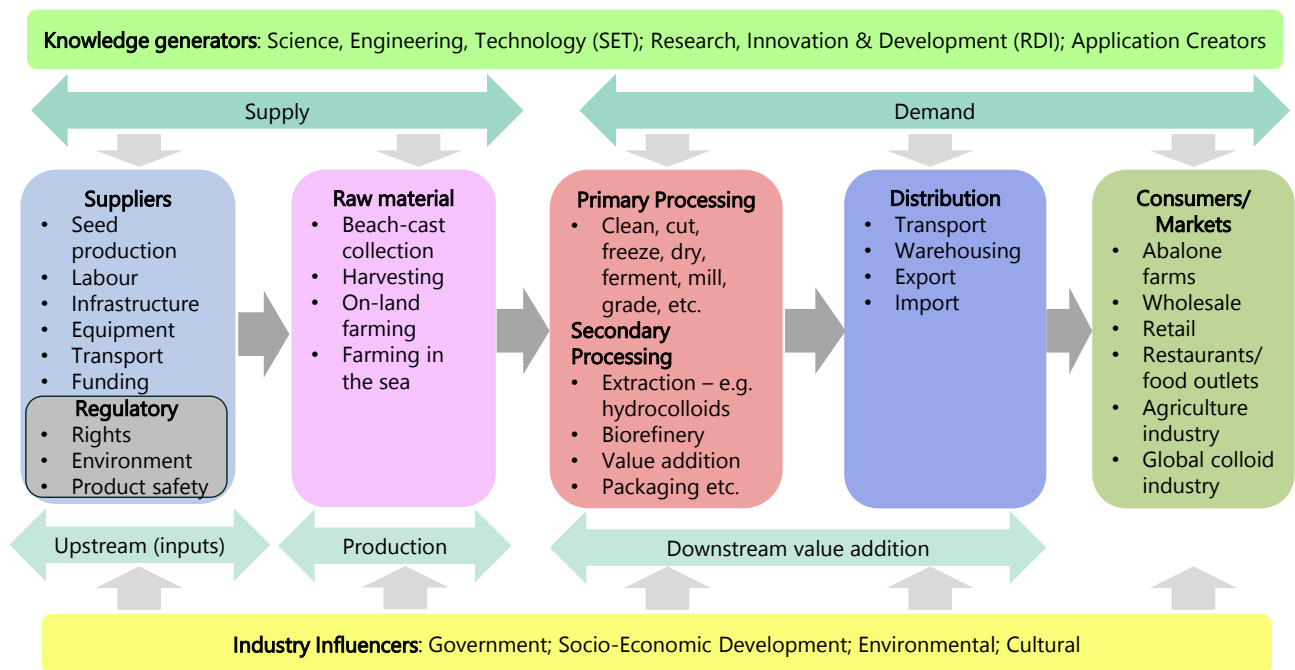 Knowledge generators: Science, Engineering, Technology (SET); Research, Innovation & Development (RDI); Application Creators
Supply
Demand
Suppliers
• Seed
production
• Labour
• Infrastructure
• Equipment
• Transport
• Funding
Regulatory
• Rights
• Environment
• Product safety
Raw material
• Beach-cast
collection
• Harvesting
• On-land
farming
• Farming in
the sea
Primary Processing
• Clean, cut,
freeze, dry,
ferment, mill,
grade, etc.
Secondary
Processing
• Extraction – e.g.
hydrocolloids
• Biorefinery
• Value addition
• Packaging etc.
Distribution
• Transport
• Warehousing
• Export
• Import
Consumers/
Markets
• Abalone
farms
• Wholesale
• Retail
• Restaurants/
food outlets
• Agriculture
industry
• Global colloid
industry
Upstream (inputs)
Production
Downstream value addition
Industry Influencers: Government; Socio-Economic Development; Environmental; Cultural